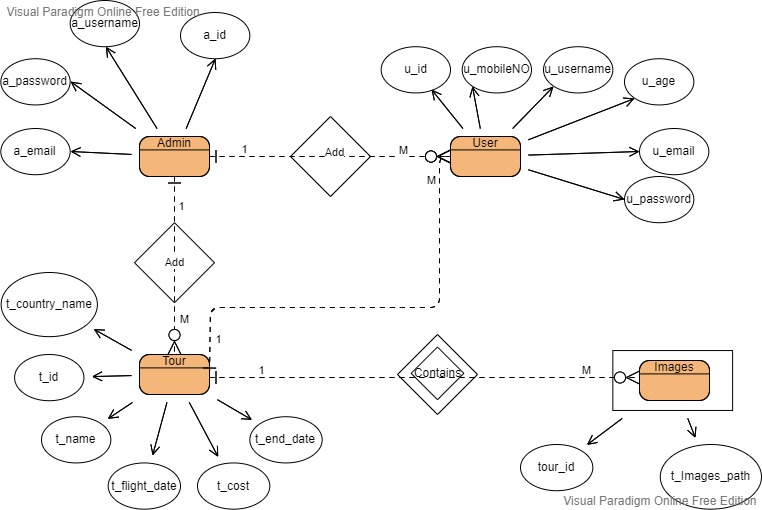 Visual Paradigm Online Free Edition
a_username
a_id
a_password
a_email
Admin
1
Add
M
u_id
u_mobileNO
u_username
u_age
User
u_email
u_password
M
1
Add
M
t_country_name
1
Tour
1
Contains
M
Images
t_id
t_name
t_flight_date
t_cost
t_end_date
tour_id
t_Images_path
Visual Paradigm Online Free Edition